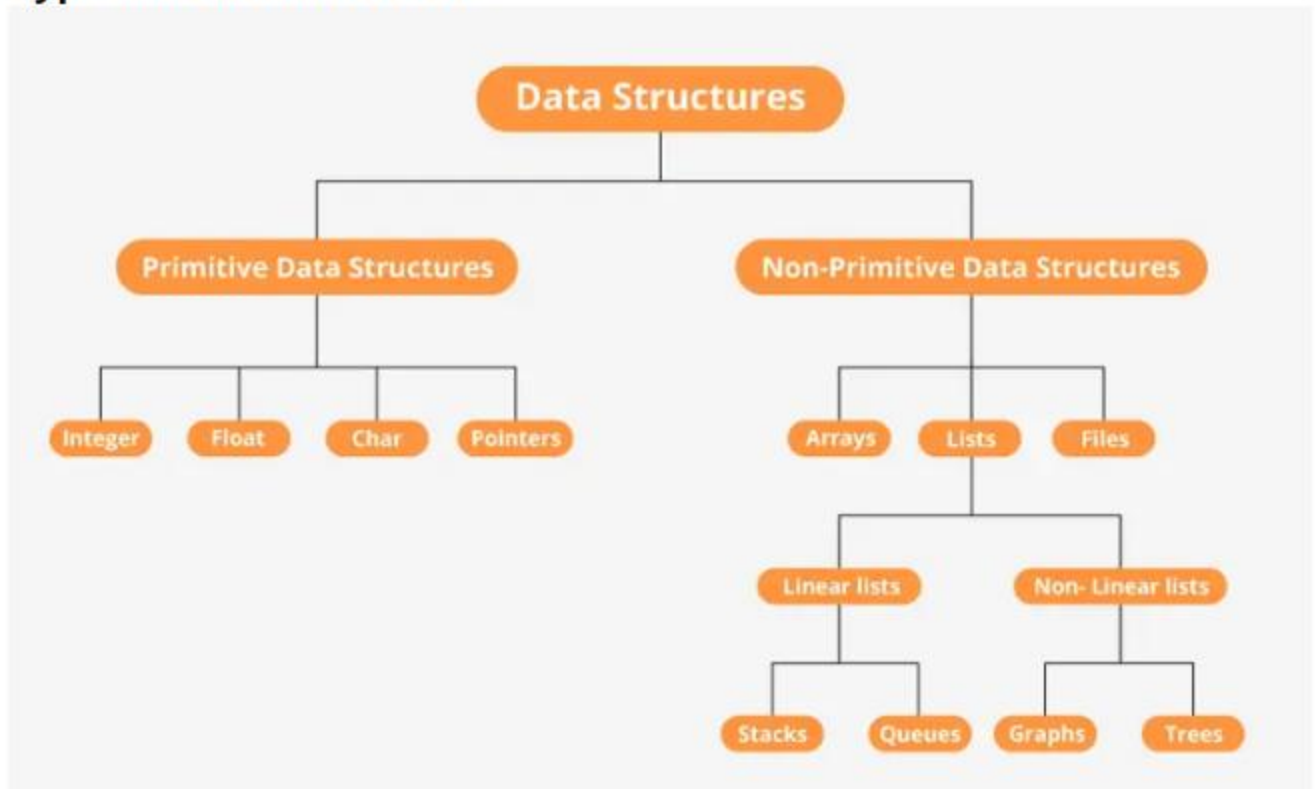 Data Structures
Primitive Data Structures
Non-Primitive Data Structures
Integer
Float
Char
Pointers
Arrays
Lists
Files
Linear lists
Non- Linear lists
Stacks
Queues
Graphs
Trees